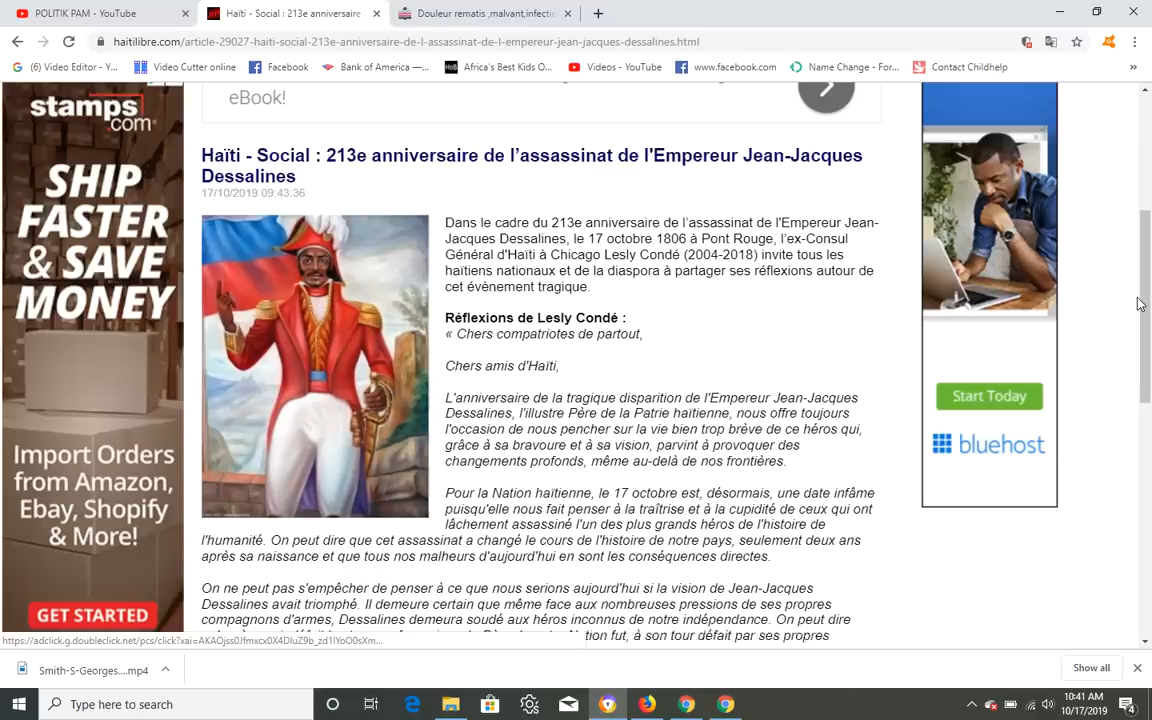 POLITIK PAM - YouTube
Haïti - Social : 213e anniversaire
Douleur rematis ,malvant,infectio
haitilibre.com/article-29027-haiti-social-213e-anniversaire-de-l-assassinat-de-l-empereur-jean-jacques-dessalines.html
(6) Video Editor - Y...
Video Cutter online
Facebook
Bank of America —...
HoB
Africa's Best Kids O...
Videos - YouTube
www.facebook.com
Name Change - For...
Contact Childhelp
»
eBook!
stamps.com
SHIP
FASTER
& SAVE
MONEY
Import Orders
from Amazon,
Ebay, Shopify
& More!
GET STARTED
Haïti - Social : 213e anniversaire de l’assassinat de l'Empereur Jean-Jacques
Dessalines
17/10/2019 09:43:36
Dans le cadre du 213e anniversaire de l’assassinat de l'Empereur Jean-
Jacques Dessalines, le 17 octobre 1806 à Pont Rouge, l’ex-Consul
Général d'Haïti à Chicago Lesly Condé (2004-2018) invite tous les
haïtiens nationaux et de la diaspora à partager ses réflexions autour de
cet évènement tragique.
Réflexions de Lesly Condé :
« Chers compatriotes de partout,
Chers amis d'Haïti,
L'anniversaire de la tragique disparition de l'Empereur Jean-Jacques
Dessalines, l'illustre Père de la Patrie haïtienne, nous offre toujours
l'occasion de nous pencher sur la vie bien trop brève de ce héros qui,
grâce à sa bravoure et à sa vision, parvint à provoquer des
changements profonds, même au-delà de nos frontières.
Pour la Nation haïtienne, le 17 octobre est, désormais, une date infâme
puisqu'elle nous fait penser à la traîtrise et à la cupidité de ceux qui ont
lâchement assassiné l'un des plus grands héros de l'histoire de
l'humanité. On peut dire que cet assassinat a changé le cours de l'histoire de notre pays, seulement deux ans
après sa naissance et que tous nos malheurs d'aujourd'hui en sont les conséquences directes.
On ne peut pas s'empêcher de penser à ce que nous serions aujourd'hui si la vision de Jean-Jacques
Dessalines avait triomphé. Il demeure certain que même face aux nombreuses pressions de ses propres
compagnons d'armes, Dessalines demeura soudé aux héros inconnus de notre indépendance. On peut dire
tion fut, à son tour défait par ses propres
Start Today
bluehost
https://adclick.g.doubleclick.net/pcs/click?xai=
Smith-S-Georges....mp4
Show all
Type here to search
10:41 AM
10/17/2019
4